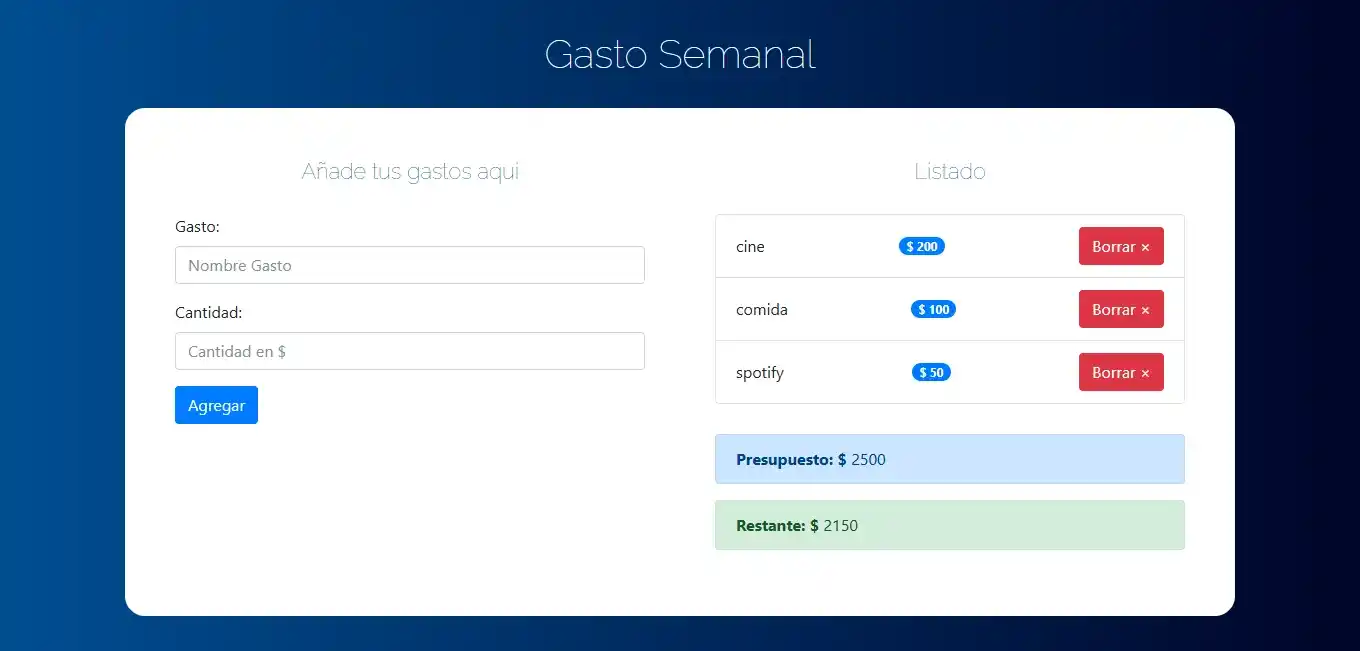 Gasto Semanal
Añade tus gastos aqui
Gasto:
Nombre Gasto
Cantidad:
Cantidad en $
Agregar
Listado
cine $ 200 Borrar ×
comida $ 100 Borrar ×
spotify $ 50 Borrar ×
Presupuesto: $ 2500
Restante: $ 2150